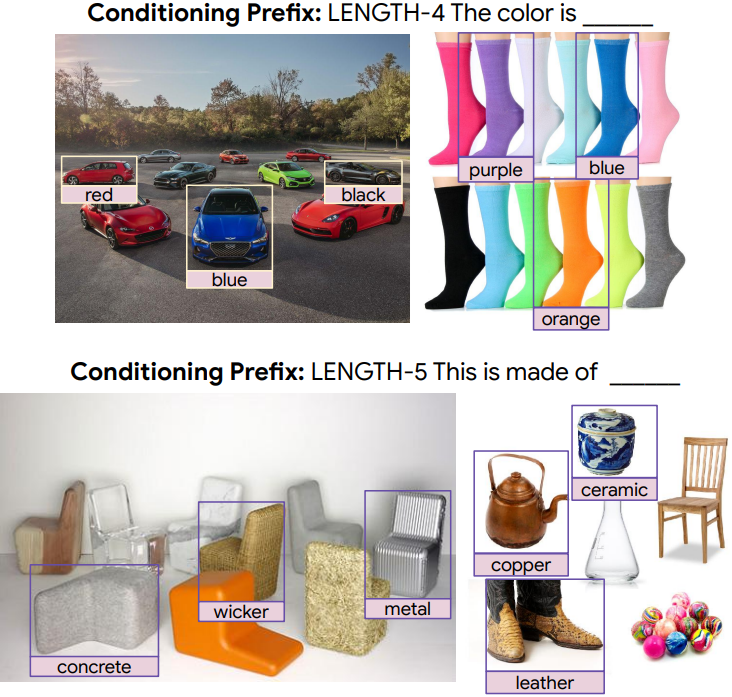 Conditioning Prefix: LENGTH-4 The color is ______
red
black
blue
purple
blue
orange
Conditioning Prefix: LENGTH-5 This is made of _____
concrete
wicker
metal
copper
ceramic
leather